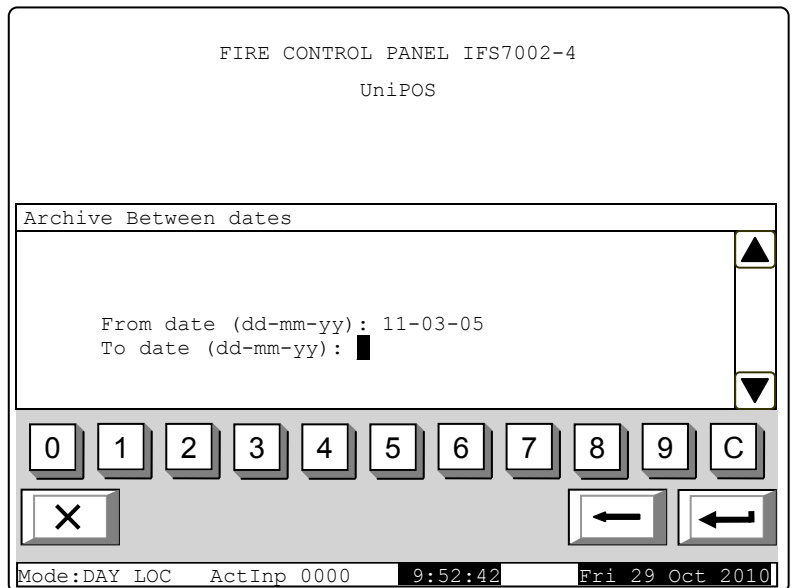 FIRE CONTROL PANEL IFS7002-4
UniPOS
Archive Between dates
From date (dd-mm-yy): 11-03-05
To date (dd-mm-yy):
0 1 2 3 4 5 6 7 8 9 C
Mode:DAY LOC ActInp 0000 9:52:42 Fri 29 Oct 2010